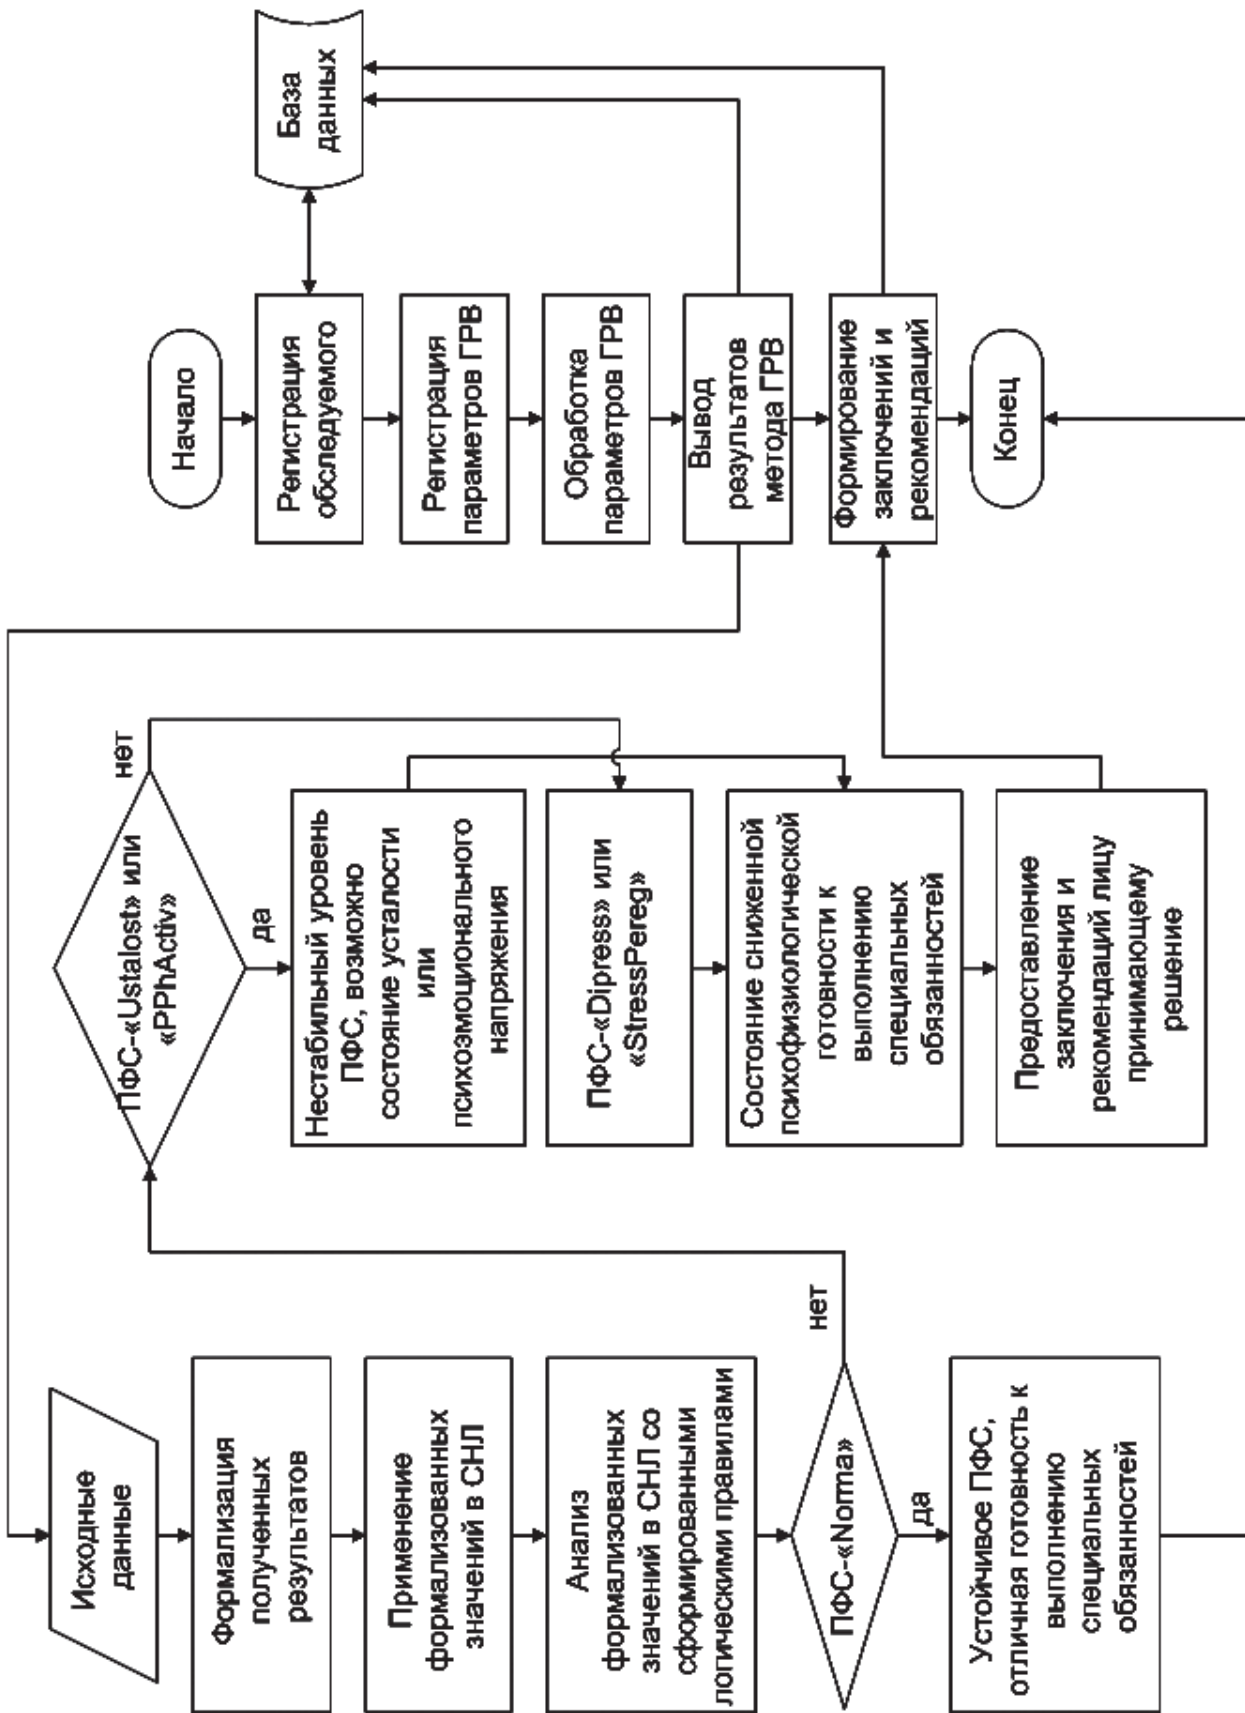 Исходные
данные
Формализация
полученных
результатов
Применение
формализованных
значений в СНЛ
Анализ
формализованных
значений в СНЛ со
сформированными
логическими правилами
ПФС-«Norma»
нет
да
Устойчивое ПФС,
отличная готовность к
выполнению
специальных
обязанностей
ПФС-«Ustalost» или
«PPhActiv»
нет
да
Нестабильный уровень
ПФС, возможно
состояние усталости
или
психоэмоционального
напряжения
ПФС-«Dipress» или
«StressPereg»
Состояние сниженной
психофизиологической
готовности к
выполнению
специальных
обязанностей
Предоставление
заключения и
рекомендаций лицу
принимающему
решение
Начало
Регистрация
обследуемого
Регистрация
параметров ГРВ
Обработка
параметров ГРВ
Вывод
результатов
метода ГРВ
Формирование
заключений и
рекомендаций
Конец
База
данных